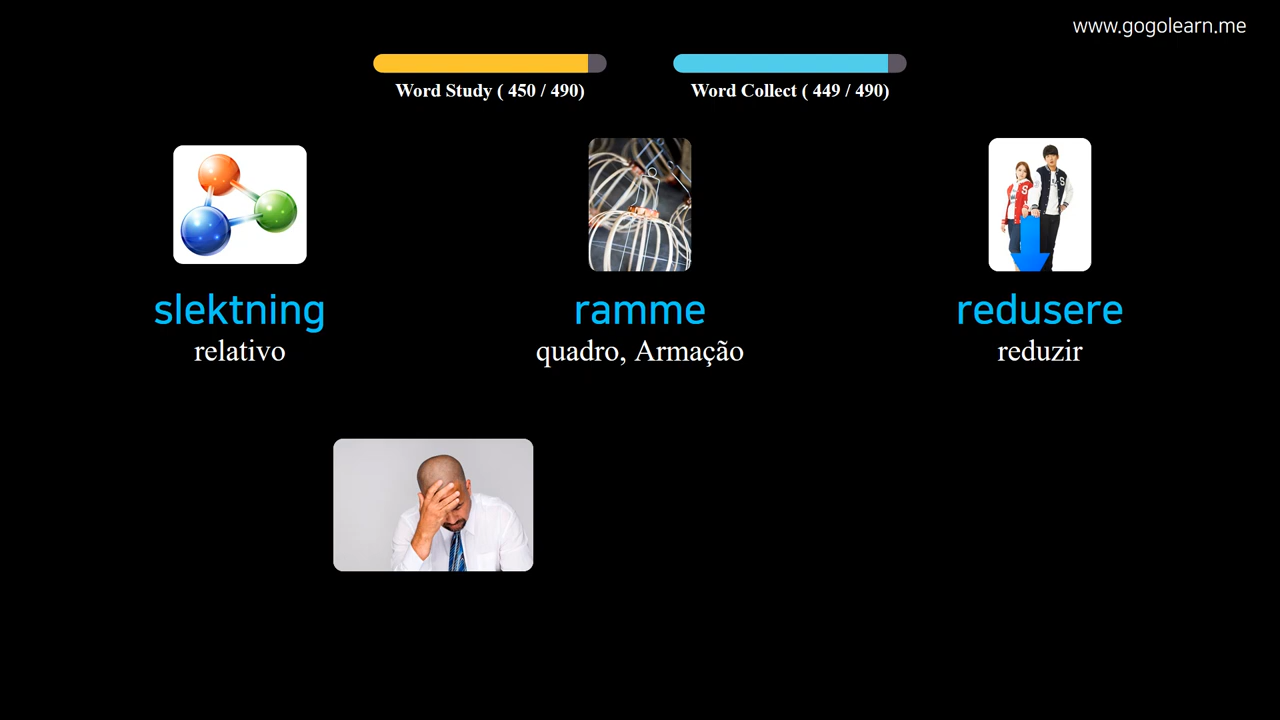 www.gogolearn.me
Word Study ( 450 / 490)
Word Collect ( 449 / 490)
slektning
relativo
ramme
quadro, Armação
redusere
reduzir